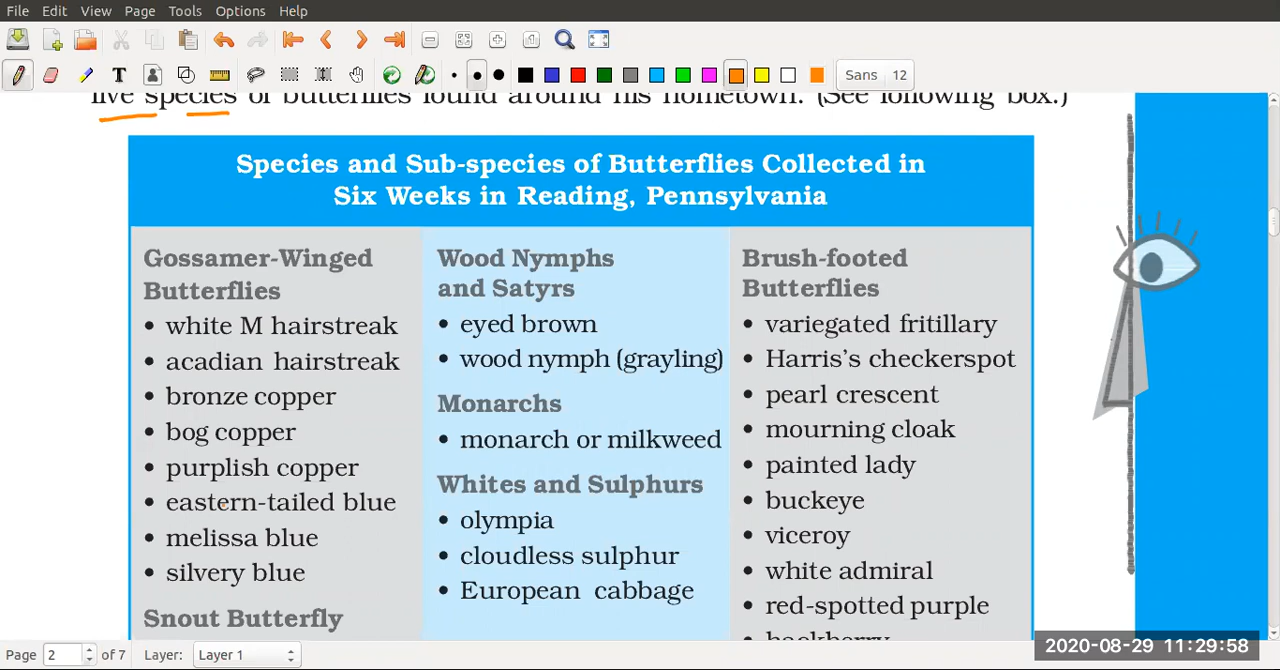 File Edit View Page Tools Options Help
T Sans 12
five species of butterflies found around his hometown. (See following box.)
Species and Sub-species of Butterflies Collected in
Six Weeks in Reading, Pennsylvania
Gossamer-Winged
Butterflies
• white M hairstreak
• acadian hairstreak
• bronze copper
• bog copper
• purplish copper
• eastern-tailed blue
• melissa blue
• silvery blue
Snout Butterfly
Wood Nymphs
and Satyrs
• eyed brown
• wood nymph (grayling)
Monarchs
• monarch or milkweed
Whites and Sulphurs
• olympia
• cloudless sulphur
• European cabbage
Brush-footed
Butterflies
• variegated fritillary
• Harris's checkerspot
• pearl crescent
• mourning cloak
• painted lady
• buckeye
• viceroy
• white admiral
• red-spotted purple
• hackberry
Page 2 of 7 Layer: Layer 1
2020-08-29 11:29:58